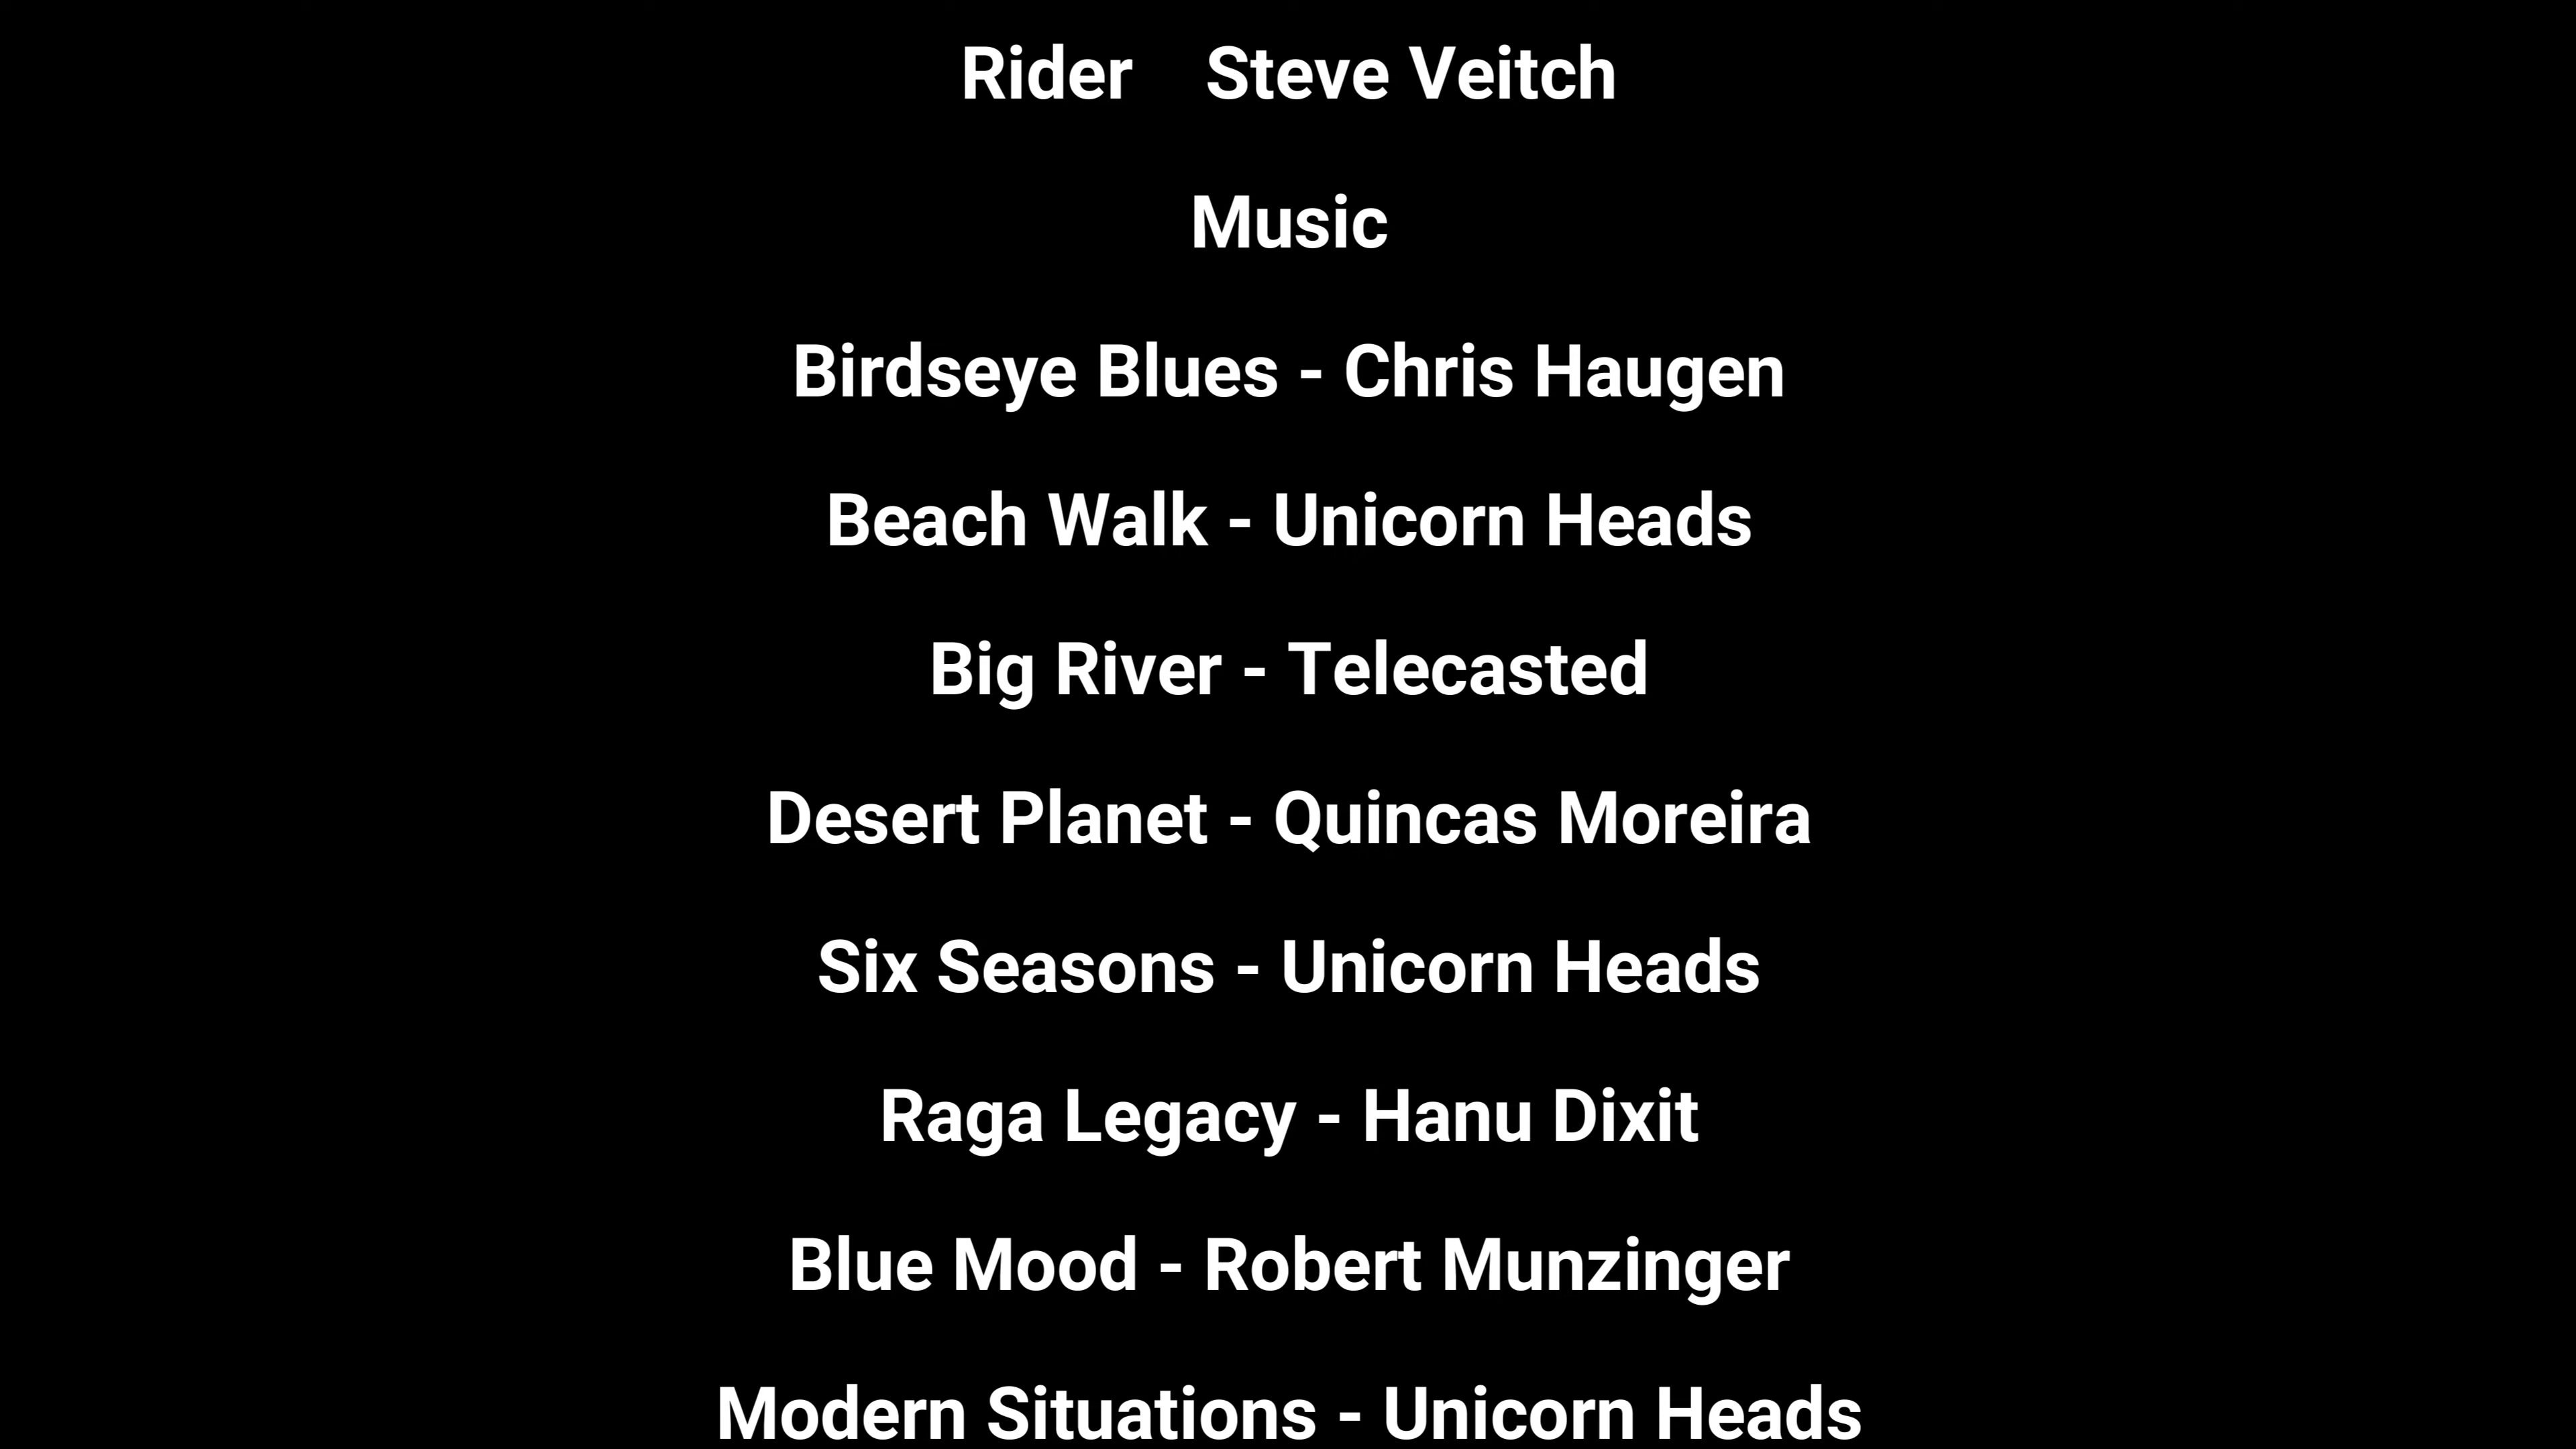 Rider    Steve Veitch
Music
Birdseye Blues - Chris Haugen
Beach Walk - Unicorn Heads
Big River - Telecasted
Desert Planet - Quincas Moreira
Six Seasons - Unicorn Heads
Raga Legacy - Hanu Dixit
Blue Mood - Robert Munzinger
Modern Situations - Unicorn Heads